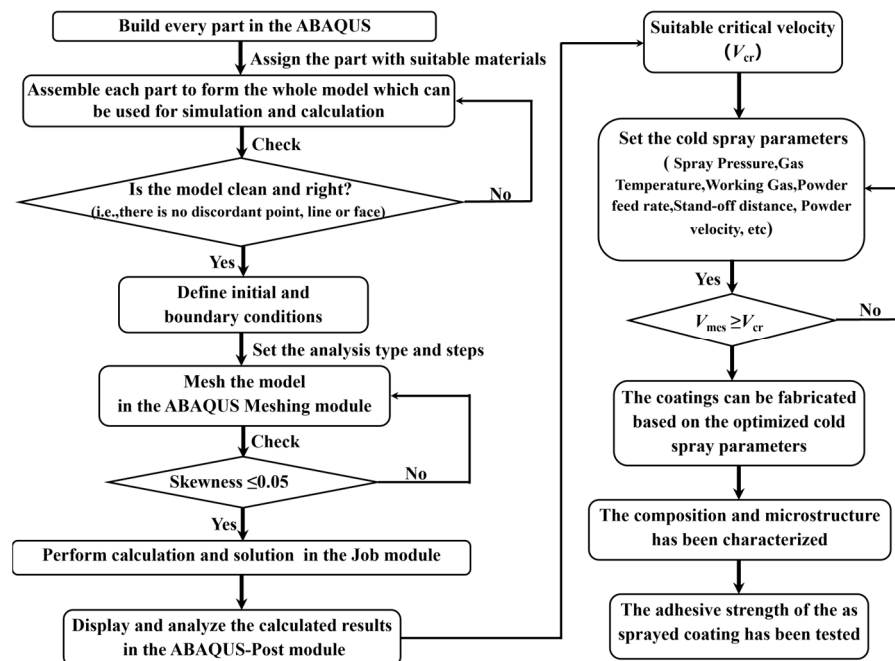 Build every part in the ABAQUS
Assign the part with suitable materials
Assemble each part to form the whole model which can
be used for simulation and calculation
Check
Is the model clean and right?
(i.e.,there is no discordant point, line or face)
No
Yes
Define initial and
boundary conditions
Set the analysis type and steps
Mesh the model
in the ABAQUS Meshing module
Check
Skewness ≤0.05
No
Yes
Perform calculation and solution in the Job module
Display and analyze the calculated results
in the ABAQUS-Post module
Suitable critical velocity
(Vcr)
Set the cold spray parameters
( Spray Pressure,Gas
Temperature,Working Gas,Powder
feed rate,Stand-off distance, Powder
velocity, etc)
Yes
Vmes ≥Vcr
No
The coatings can be fabricated
based on the optimized cold
spray parameters
The composition and microstructure
has been characterized
The adhesive strength of the as
sprayed coating has been tested